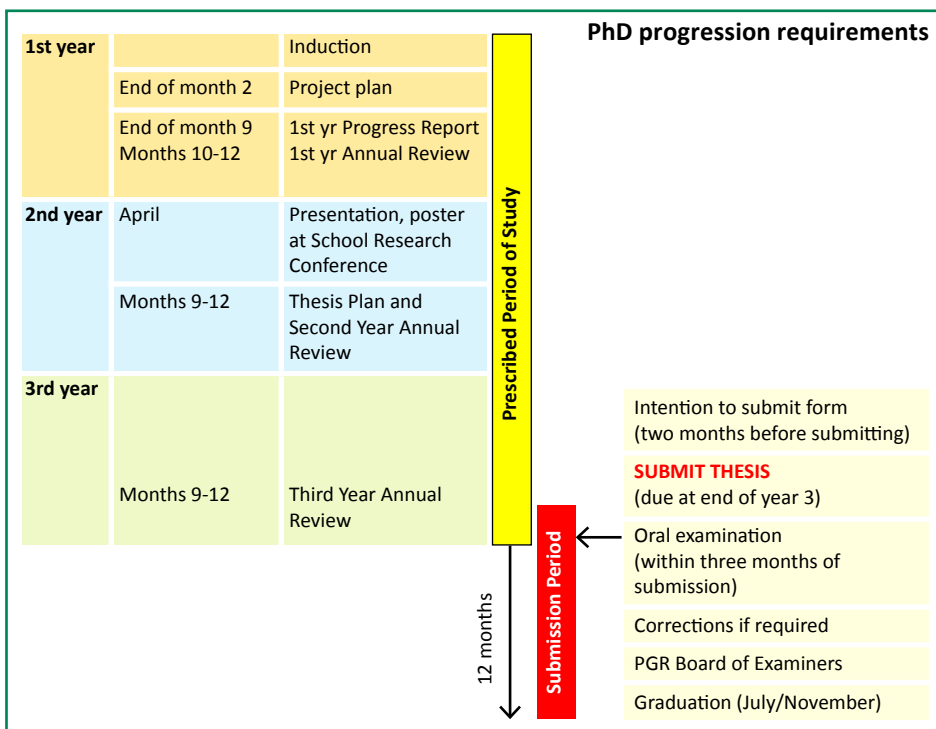 PhD progression requirements
1st year
Induction
End of month 2
Project plan
End of month 9
1st yr Progress Report
Months 10-12
1st yr Annual Review
2nd year
April
Presentation, poster
at School Research
Conference
Months 9-12
Thesis Plan and
Second Year Annual
Review
3rd year
Months 9-12
Third Year Annual
Review
Prescribed Period of Study
12 months
Submission Period
Intention to submit form
(two months before submitting)
SUBMIT THESIS
(due at end of year 3)
Oral examination
(within three months of
submission)
Corrections if required
PGR Board of Examiners
Graduation (July/November)